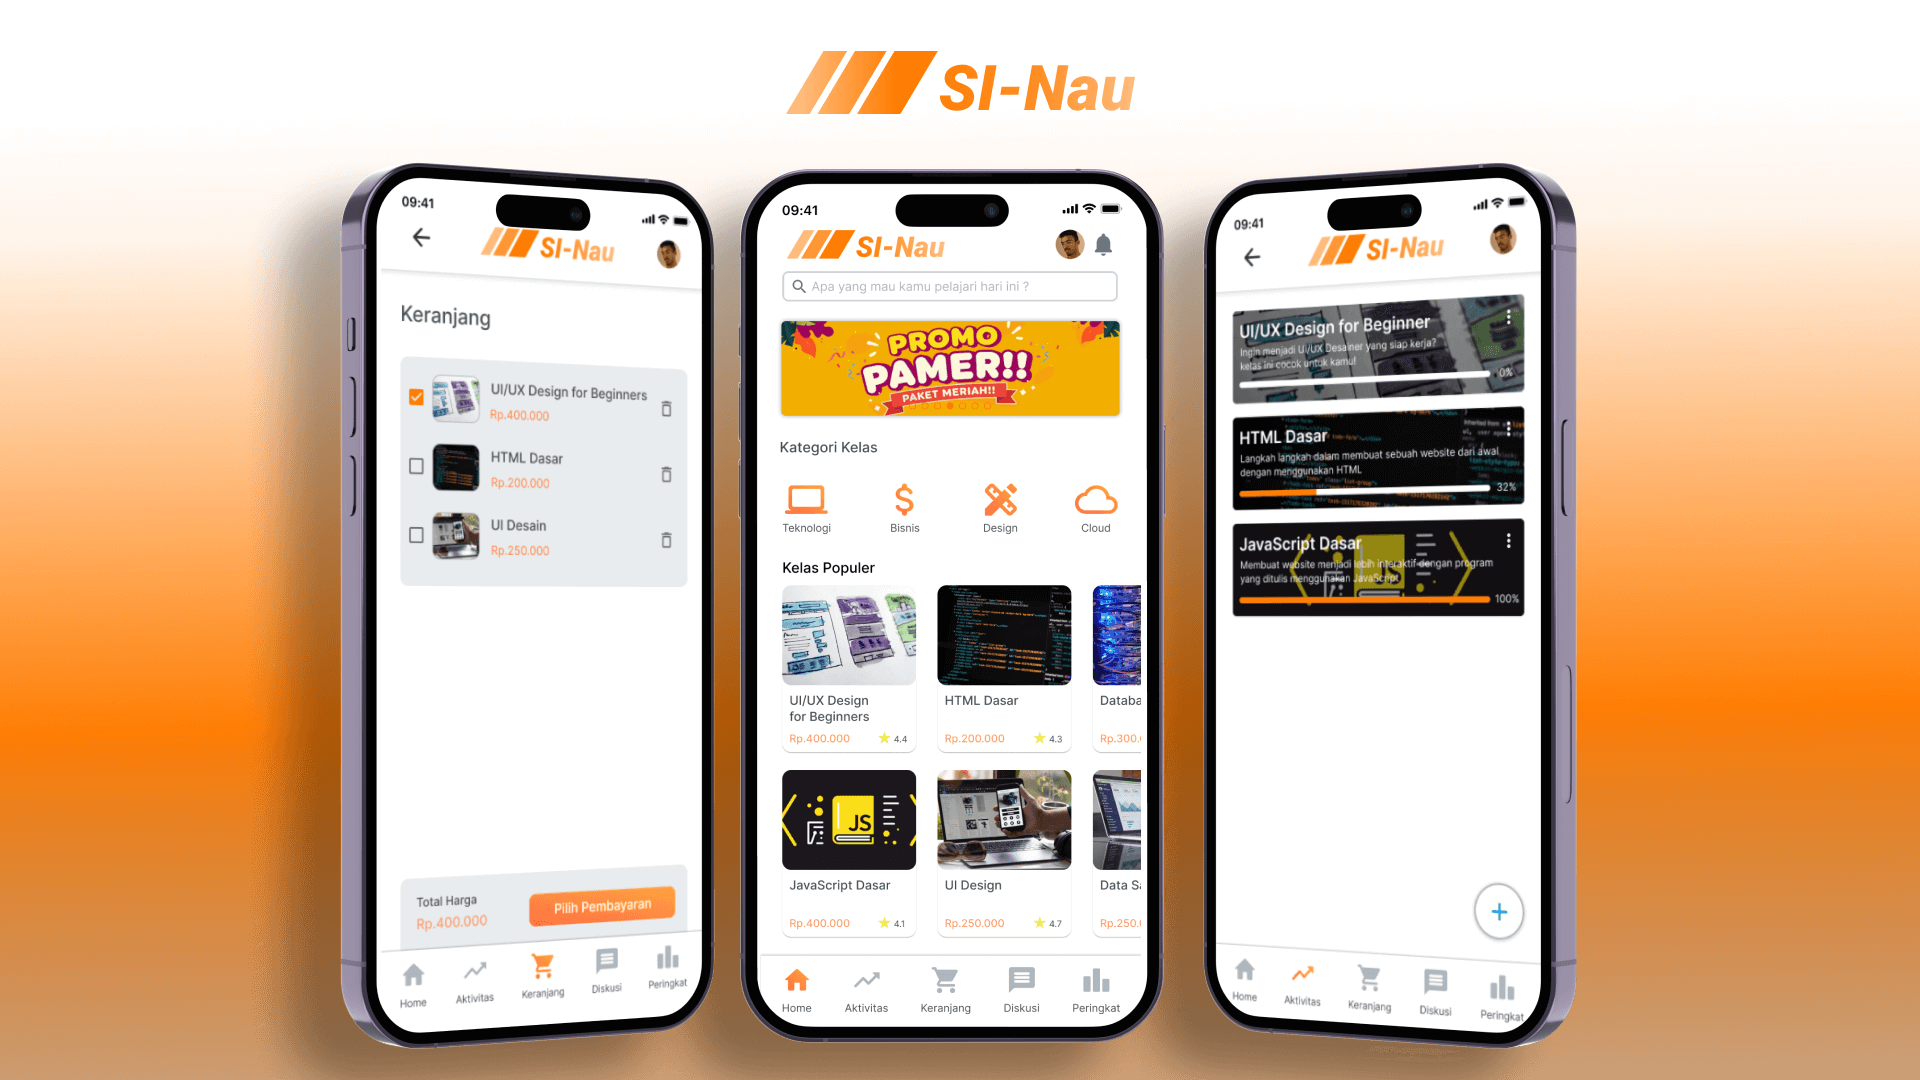 SI-Nau
09:41
SI-Nau
Keranjang
UI/UX Design for Beginners
Rp.400.000
HTML Dasar
Rp.200.000
UI Desain
Rp.250.000
Total Harga
Rp.400.000
Pilih Pembayaran
Home
Aktivitas
Keranjang
Diskusi
Peringkat
09:41
SI-Nau
Apa yang mau kamu pelajari hari ini ?
PROMO
PAMER!!
PAKET MERIAH!!
Kategori Kelas
Teknologi
Bisnis
Design
Cloud
Kelas Populer
UI/UX Design
for Beginners
Rp.400.000
4.4
HTML Dasar
Rp.200.000
4.3
Databa
Rp.300.
JS
JavaScript Dasar
Rp.400.000
4.1
UI Design
Rp.250.000
4.7
Data Sa
Rp.250.
Home
Aktivitas
Keranjang
Diskusi
Peringkat
09:41
SI-Nau
UI/UX Design for Beginner
Ingin menjadi UI/UX Desainer yang siap kerja?
kelas ini cocok untuk kamu!
0%
HTML Dasar
Langkah langkah dalam membuat sebuah website dari awal
dengan menggunakan HTML
32%
JavaScript Dasar
Membuat website menjadi lebih interaktif dengan program
yang ditulis menggunakan JavaScript
JS
100%
Home
Aktivitas
Keranjang
Diskusi
Peringkat